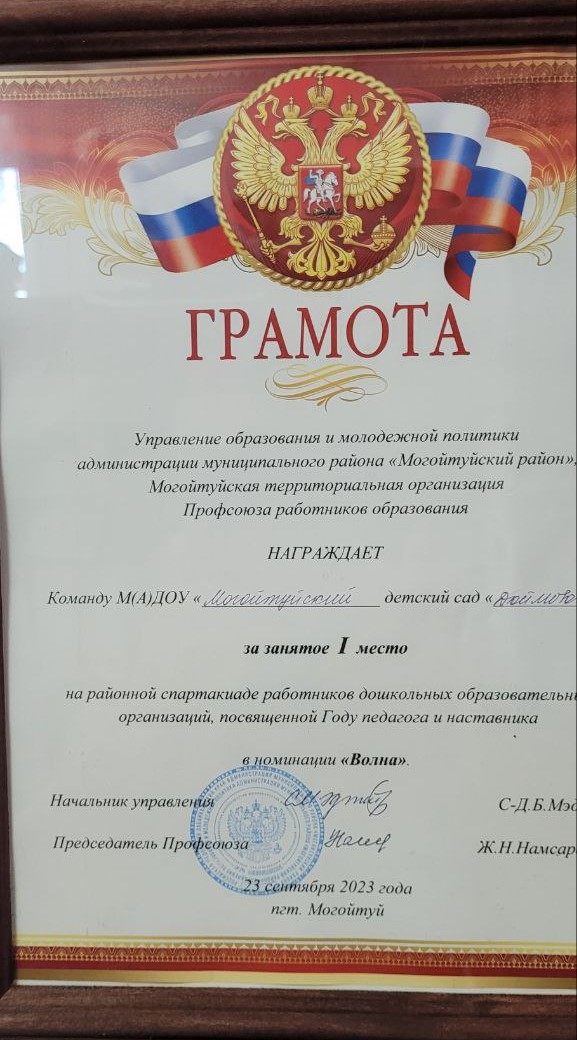 ГРАМОТА
Управление образования и молодежной политики
администрации муниципального района «Могойтуйский район»,
Могойтуйская территориальная организация
Профсоюза работников образования
НАГРАЖДАЕТ
Команду М(А)ДОУ «Могойтуйский детский сад «Дюймово
за занятое I место
на районной спартакиаде работников дошкольных образовательн
организаций, посвященной Году педагога и наставника
в номинации «Волна».
Начальник управления С-Д.Б.Мэд
Председатель Профсоюза Ж.Н.Намсар
23 сентября 2023 года
пгт. Могойтуй